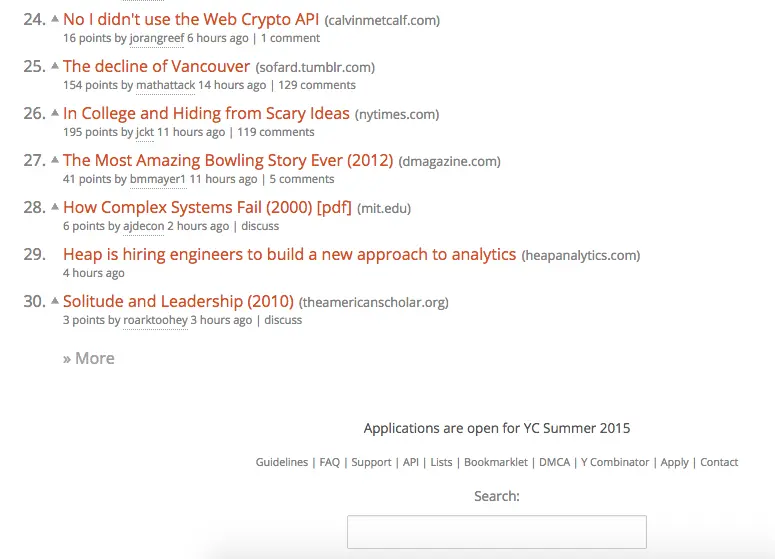 24. No I didn't use the Web Crypto API (calvinmetcalf.com)
16 points by jorangreef 6 hours ago | 1 comment
25. The decline of Vancouver (sofard.tumblr.com)
154 points by mathattack 14 hours ago | 129 comments
26. In College and Hiding from Scary Ideas (nytimes.com)
195 points by jckt 11 hours ago | 119 comments
27. The Most Amazing Bowling Story Ever (2012) (dmagazine.com)
41 points by bmmayer1 11 hours ago | 5 comments
28. How Complex Systems Fail (2000) [pdf] (mit.edu)
6 points by ajdecon 2 hours ago | discuss
29. Heap is hiring engineers to build a new approach to analytics (heapanalytics.com)
4 hours ago
30. Solitude and Leadership (2010) (theamericanscholar.org)
3 points by roarktoohey 3 hours ago | discuss
» More
Applications are open for YC Summer 2015
Guidelines | FAQ | Support | API | Lists | Bookmarklet | DMCA | Y Combinator | Apply | Contact
Search: